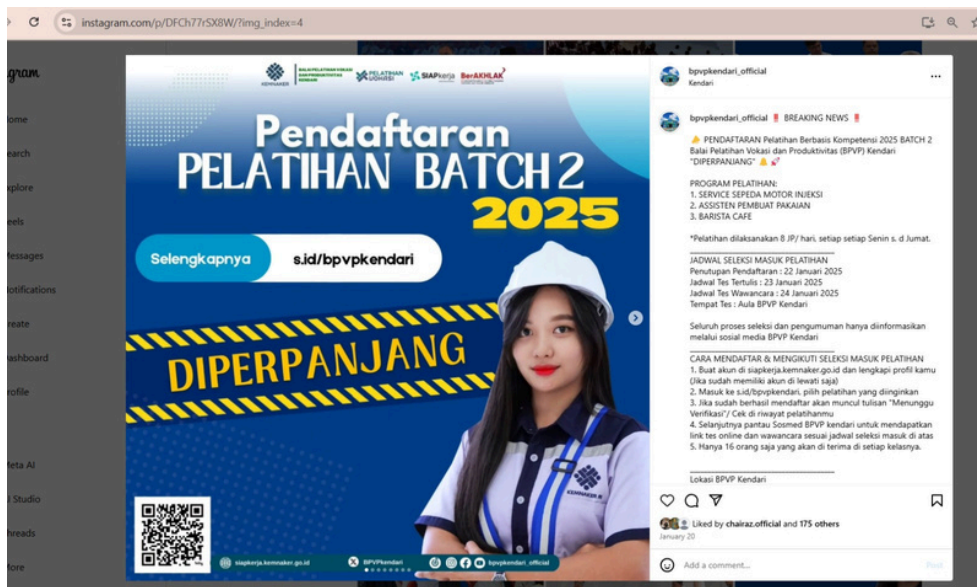 instagram.com/p/DFCh77rSX8W/?img_index=4
gram
ome
earch
xplore
eels
Messages
otifications
reate
ashboard
rofile
Meta AI
I Studio
hreads
ore
KEMNAKER
BALAI PELATIHAN VOKASI
DAN PRODUKTIVITAS
KENDARI
PELATIHAN
VOKASI
SIAPkerja
BerAKHLAK
Pendaftaran
PELATIHAN BATCH 2
2025
Selengkapnya
s.id/bpvpkendari
DIPERPANJANG
KEMNAKER
siapkerja.kemnaker.go.id
BPVPkendari
bpvpkendari_official
bpvpkendari_official
Kendari
bpvpkendari_official BREAKING NEWS
PENDAFTARAN Pelatihan Berbasis Kompetensi 2025 BATCH 2
Balai Pelatihan Vokasi dan Produktivitas (BPVP) Kendari
"DIPERPANJANG"
PROGRAM PELATIHAN:
1. SERVICE SEPEDA MOTOR INJEKSI
2. ASSISTEN PEMBUAT PAKAIAN
3. BARISTA CAFE
*Pelatihan dilaksanakan 8 JP/ hari, setiap setiap Senin s. d Jumat.
JADWAL SELEKSI MASUK PELATIHAN
Penutupan Pendaftaran : 22 Januari 2025
Jadwal Tes Tertulis : 23 Januari 2025
Jadwal Tes Wawancara : 24 Januari 2025
Tempat Tes : Aula BPVP Kendari
Seluruh proses seleksi dan pengumuman hanya diinformasikan
melalui sosial media BPVP Kendari
CARA MENDAFTAR & MENGIKUTI SELEKSI MASUK PELATIHAN
1. Buat akun di siapkerja.kemnaker.go.id dan lengkapi profil kamu
(Jika sudah memiliki akun di lewati saja)
2. Masuk ke s.id/bpvpkendari, pilih pelatihan yang diinginkan
3. Jika sudah berhasil mendaftar akan muncul tulisan "Menunggu
Verifikasi"/ Cek di riwayat pelatihanmu
4. Selanjutnya pantau Sosmed BPVP kendari untuk mendapatkan
link tes online dan wawancara sesuai jadwal seleksi masuk di atas
5. Hanya 16 orang saja yang akan di terima di setiap kelasnya.
Lokasi BPVP Kendari
Liked by chairaz.official and 175 others
January 20
Add a comment...
Post